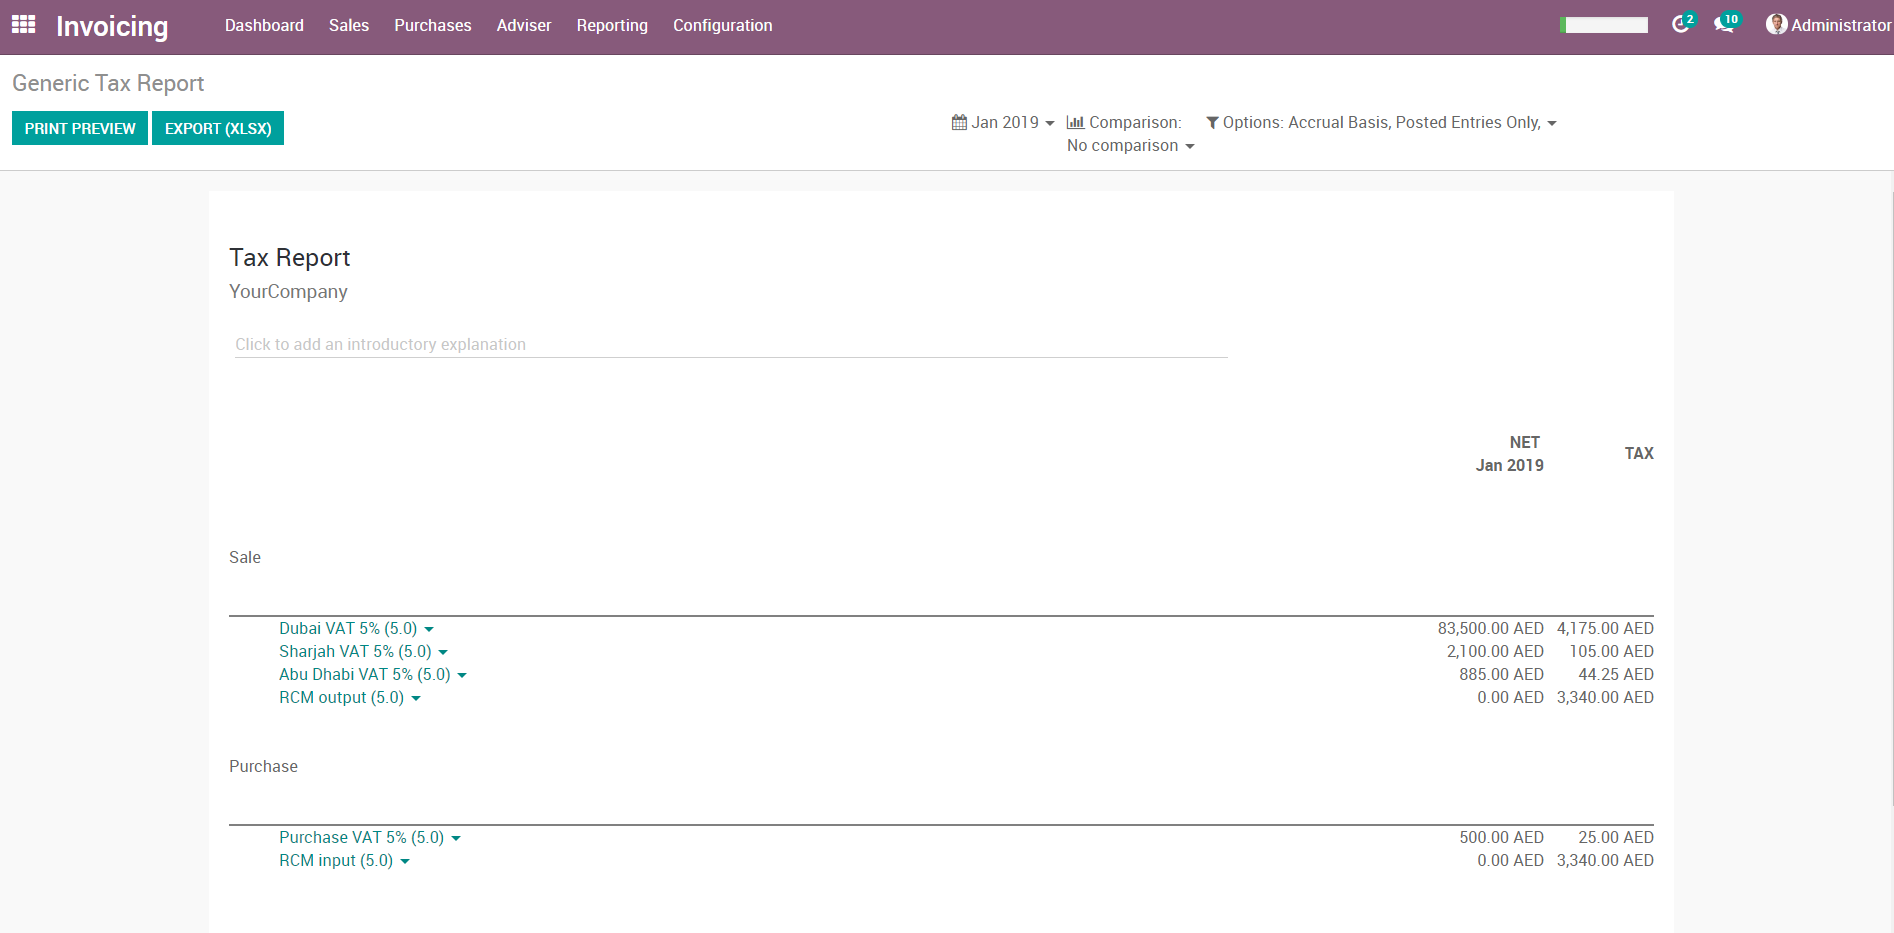 Invoicing
Dashboard Sales Purchases Adviser Reporting Configuration
2 10 Administrator
Generic Tax Report
PRINT PREVIEW EXPORT (XLSX)
Jan 2019 Comparison: Options: Accrual Basis, Posted Entries Only,
No comparison
Tax Report
YourCompany
Click to add an introductory explanation
NET TAX
Jan 2019
Sale
Dubai VAT 5% (5.0) 83,500.00 AED 4,175.00 AED
Sharjah VAT 5% (5.0) 2,100.00 AED 105.00 AED
Abu Dhabi VAT 5% (5.0) 885.00 AED 44.25 AED
RCM output (5.0) 0.00 AED 3,340.00 AED
Purchase
Purchase VAT 5% (5.0) 500.00 AED 25.00 AED
RCM input (5.0) 0.00 AED 3,340.00 AED